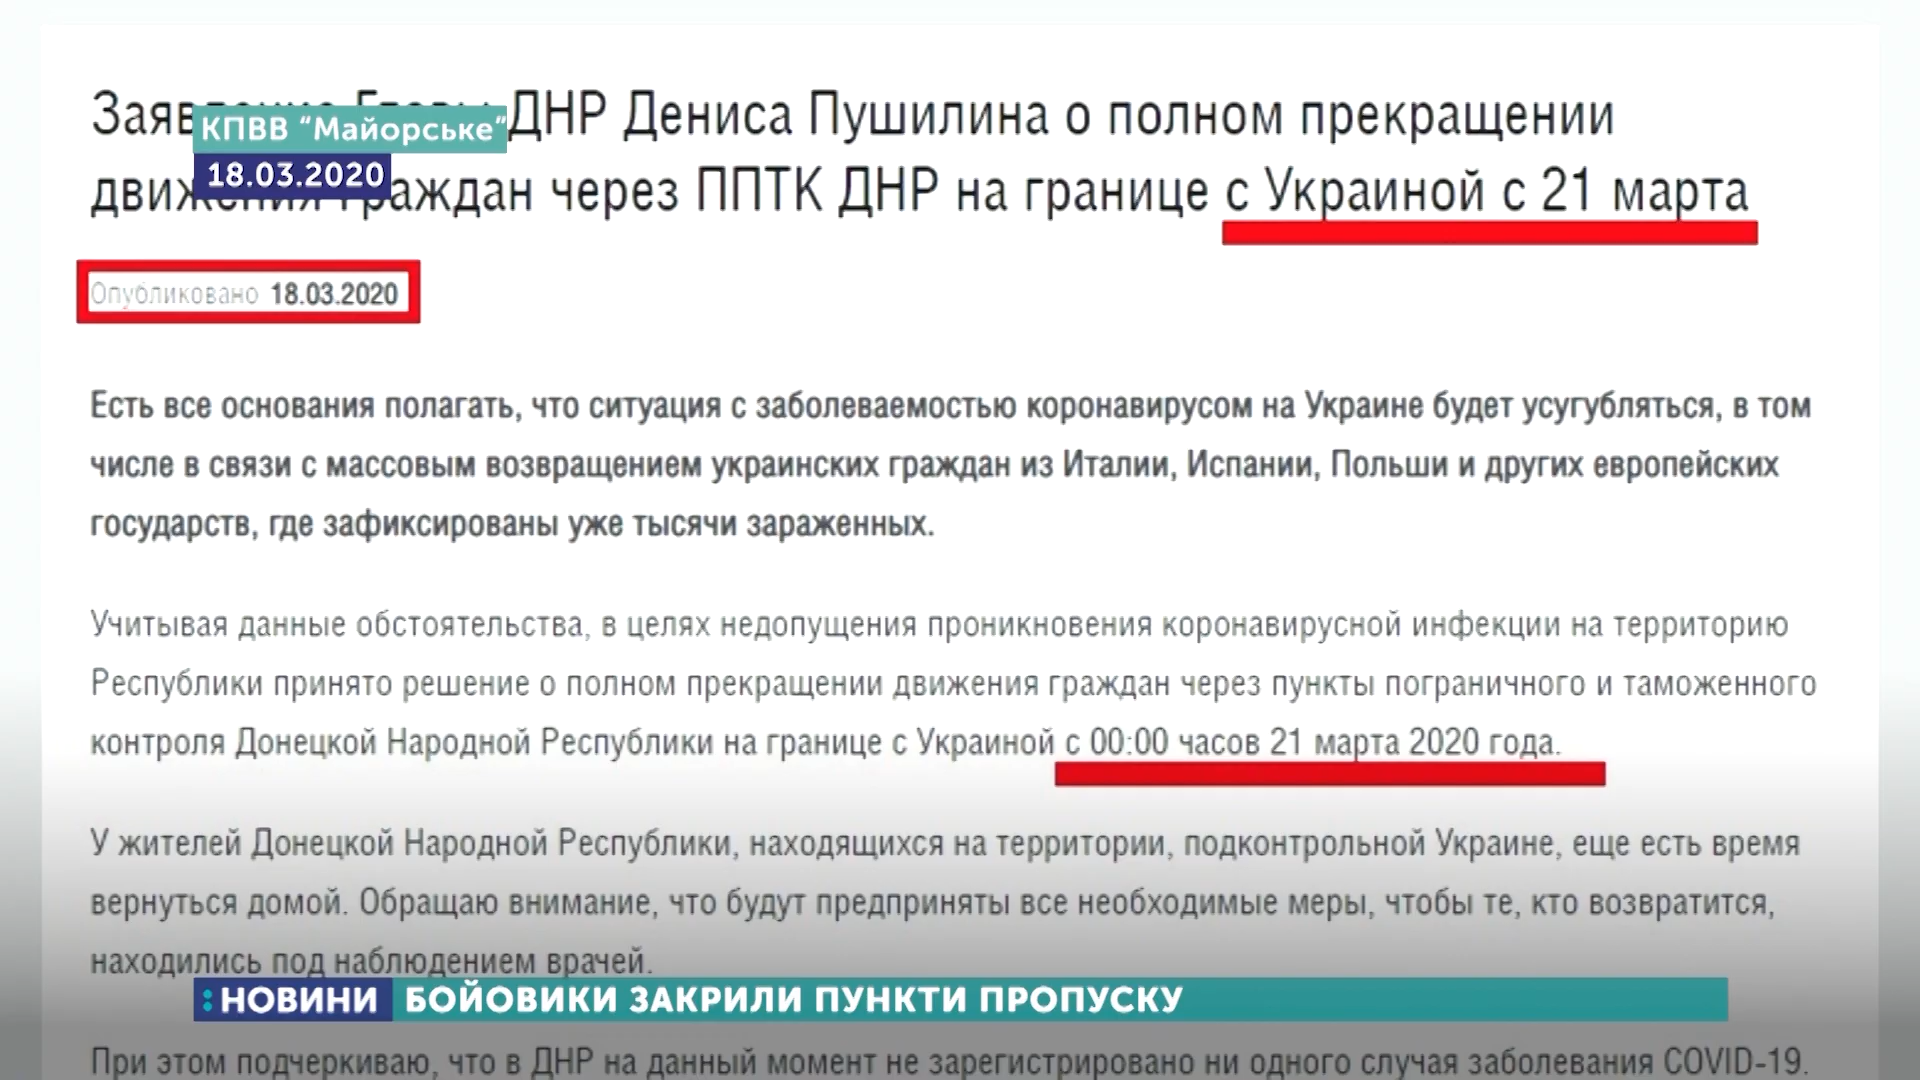 Заявление Главы ДНР Дениса Пушилина о полном прекращении
КПВВ “Майорське”
18.03.2020
движения граждан через ППТК ДНР на границе с Украиной с 21 марта
Опубликовано 18.03.2020
Есть все основания полагать, что ситуация с заболеваемостью коронавирусом на Украине будет усугубляться, в том
числе в связи с массовым возвращением украинских граждан из Италии, Испании, Польши и других европейских
государств, где зафиксированы уже тысячи зараженных.
Учитывая данные обстоятельства, в целях недопущения проникновения коронавирусной инфекции на территорию
Республики принято решение о полном прекращении движения граждан через пункты пограничного и таможенного
контроля Донецкой Народной Республики на границе с Украиной с 00:00 часов 21 марта 2020 года.
У жителей Донецкой Народной Республики, находящихся на территории, подконтрольной Украине, еще есть время
вернуться домой. Обращаю внимание, что будут предприняты все необходимые меры, чтобы те, кто возвратится,
находились под наблюдением врачей.
НОВИНИ БОЙОВИКИ ЗАКРИЛИ ПУНКТИ ПРОПУСКУ
При этом подчеркиваю, что в ДНР на данный момент не зарегистрировано ни одного случая заболевания COVID-19.